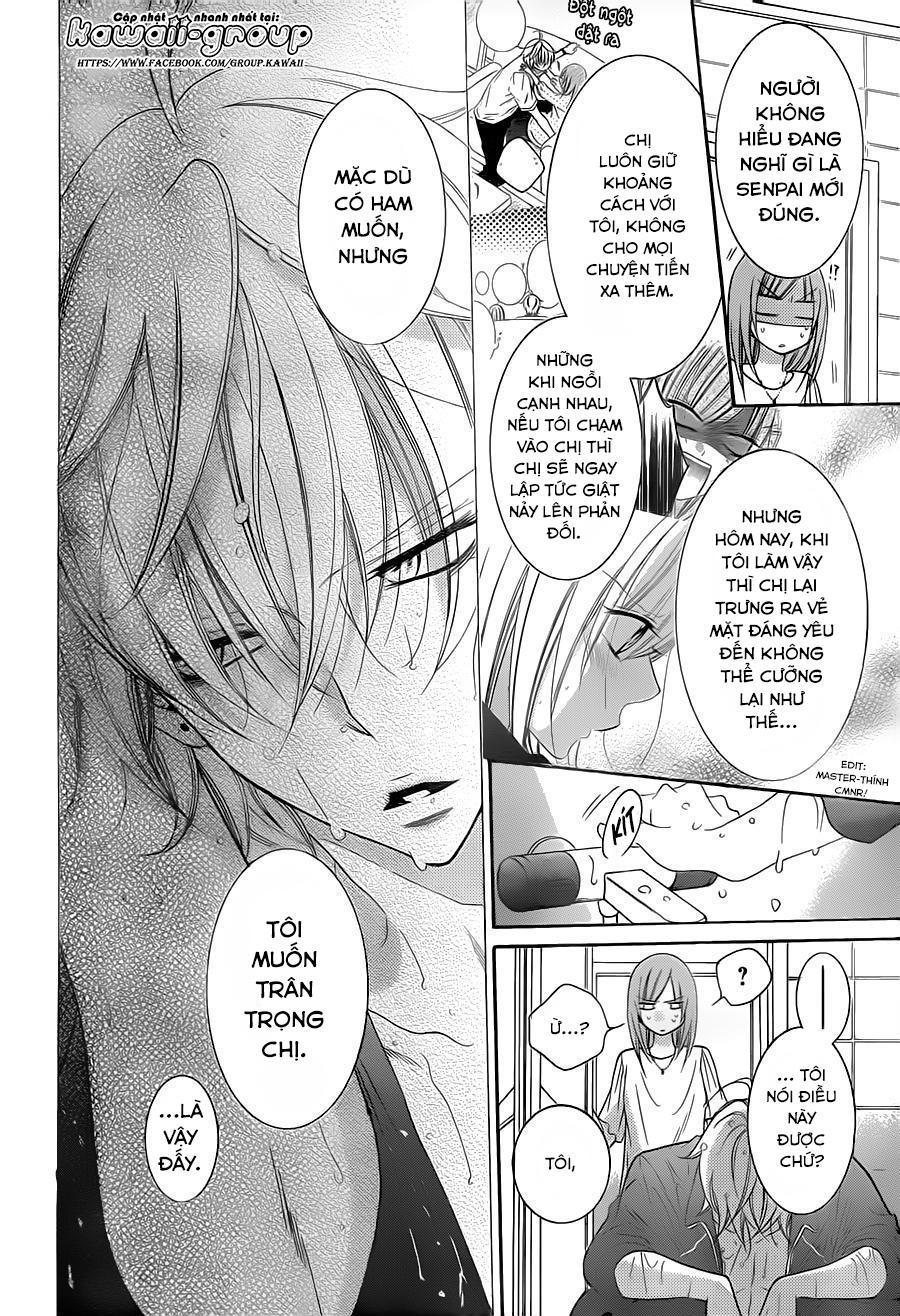 Cập nhật nhanh nhất tại:
kawaii-group
HTTPS://WWW.FACEBOOK.COM/GROUP.KAWAII
NGƯỜI
KHÔNG
HIỂU ĐANG
NGHĨ GÌ LÀ
SENPAI MỚI
ĐÚNG.
!?
Đột ngột
dật ra
CHỊ
LUÔN GIỮ
KHOẢNG
CÁCH VỚI
TÔI, KHÔNG
CHO MỌI
CHUYỆN TIẾN
XA THÊM.
NHỮNG
KHI NGỒI
CẠNH NHAU,
NẾU TÔI CHẠM
VÀO CHỊ THÌ
CHỊ SẼ NGAY
LẬP TỨC GIẬT
NẢY LÊN PHẢN
ĐỐI.
NHƯNG
HÔM NAY, KHI
TÔI LÀM VẬY
THÌ CHỊ LẠI
TRƯNG RA VẺ
MẶT ĐÁNG YÊU
ĐẾN KHÔNG
THỂ CƯỠNG
LẠI NHƯ
THẾ...
EDIT:
MASTER-THÍNH
CMNR!
KÍT
... TÔI
NÓI ĐIỀU
NÀY
ĐƯỢC
CHỨ?
?
Ừ...?
TÔI,
MẶC DÙ
CÓ HAM
MUỐN,
NHƯNG
TÔI
MUỐN
TRÂN
TRỌNG
CHỊ.
...LÀ
VẬY
ĐẤY.